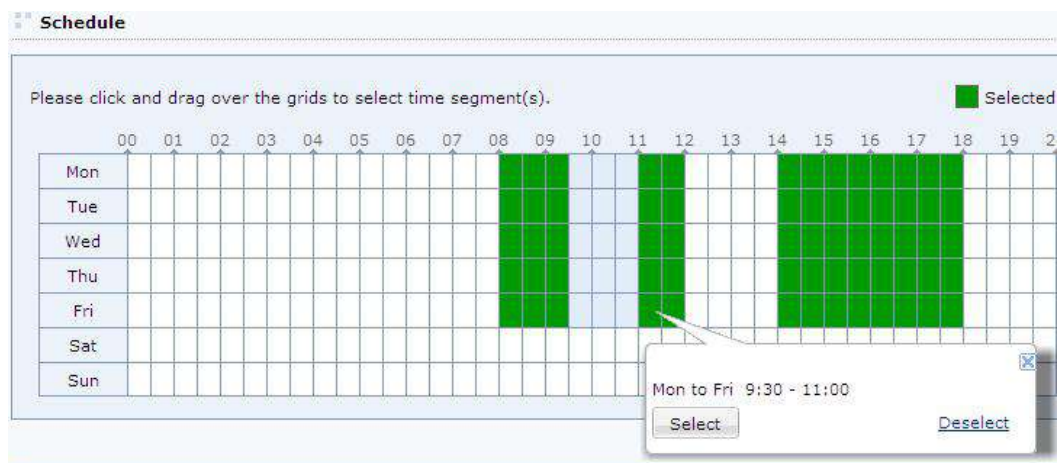 Schedule
Please click and drag over the grids to select time segment(s).
Selected
00 01 02 03 04 05 06 07 08 09 10 11 12 13 14 15 16 17 18 19
Mon
Tue
Wed
Thu
Fri
Sat
Sun
Mon to Fri 9:30 - 11:00
Select Deselect